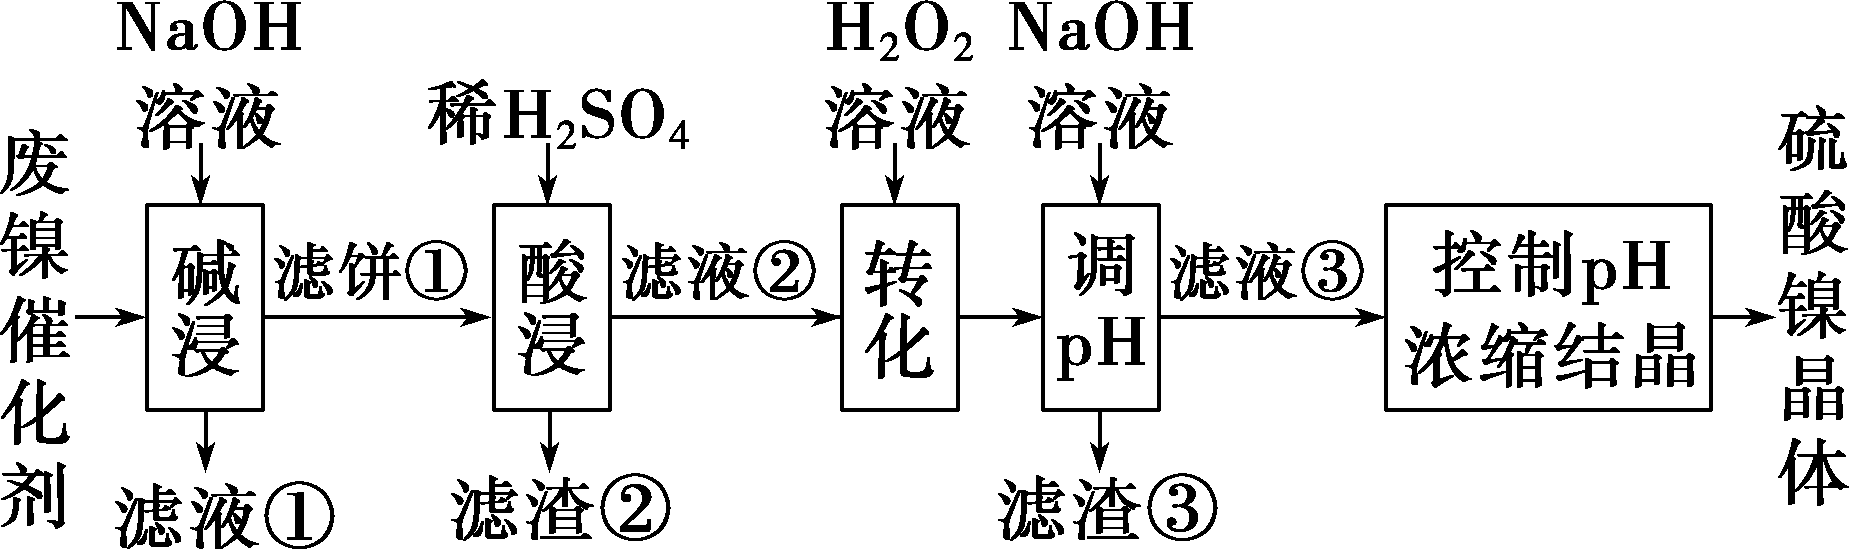 废镍催化剂
NaOH
溶液
碱浸
滤液①
滤饼①
稀H₂SO₄
酸浸
滤渣②
滤液②
H₂O₂
溶液
转化
NaOH
溶液
调
pH
滤渣③
滤液③
控制pH
浓缩结晶
硫酸镍晶体